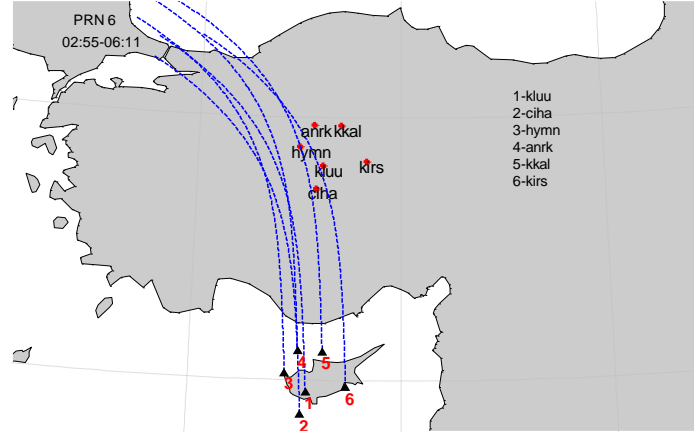 PRN 6
02:55-06:11
1-kluu
2-ciha
3-hymn
4-anrk
5-kkal
6-kirs
anrk kkal
hymn
kluu kirs
ciha
4 5
3 1 6
2